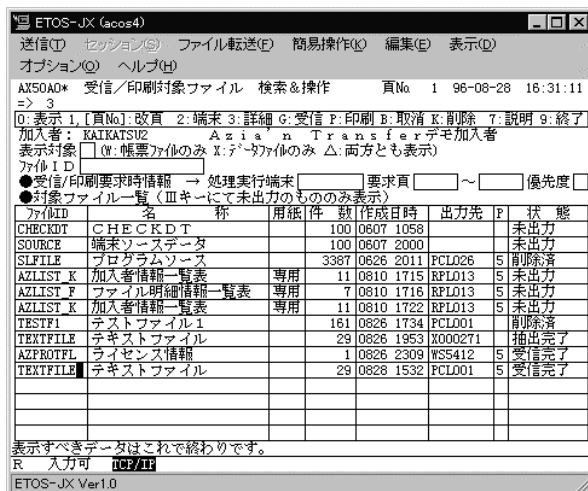 ETOS-JX (acos4)
送信(T) セッション(S) ファイル転送(F) 簡易操作(K) 編集(E) 表示(D)
オプション(O) ヘルプ(H)
AX50A0* 受信/印刷対象ファイル 検索&操作 頁No. 1 96-08-28 16:31:11
=> 3
0:表示 1,[頁No]:改頁 2:端末 3:詳細 G:受信 P:印刷 B:取消 K:削除 7:説明 9:終了
加入者: KAIKATSU2 Azia'n Transferデモ加入者
表示対象 (W:帳票ファイルのみ X:データファイルのみ △:両方とも表示)
ファイルID
●受信/印刷要求時情報 → 処理実行端末 要求頁 ~ 優先度
●対象ファイル一覧 (Ⅲキーにて未出力のもののみ表示)
ファイルID 名 称 用紙 件 数 作成日時 出力先 P 状 態
CHECKDT CHECKDT 100 0607 1058 未出力
SOURCE 端末ソースデータ 100 0607 2000 未出力
SLFILE プログラムソース 3387 0626 2011 PCL026 5 削除済
AZLIST_K 加入者情報一覧表 専用 11 0810 1715 RPL013 5 未出力
AZLIST_F ファイル明細情報一覧表 専用 7 0810 1716 RPL013 5 未出力
AZLIST_K 加入者情報一覧表 専用 11 0810 1722 RPL013 5 未出力
TESTF1 テストファイル1 161 0826 1734 PCL001 削除済
TEXTFILE テキストファイル 29 0826 1953 X000271 抽出完了
AZPROTFL ライセンス情報 1 0826 2309 WS5412 5 受信完了
TEXTFILE テキストファイル 29 0828 1532 PCL001 5 受信完了
表示すべきデータはこれで終わりです。
R 入力可 TCP/IP
ETOS-JX Ver1.0